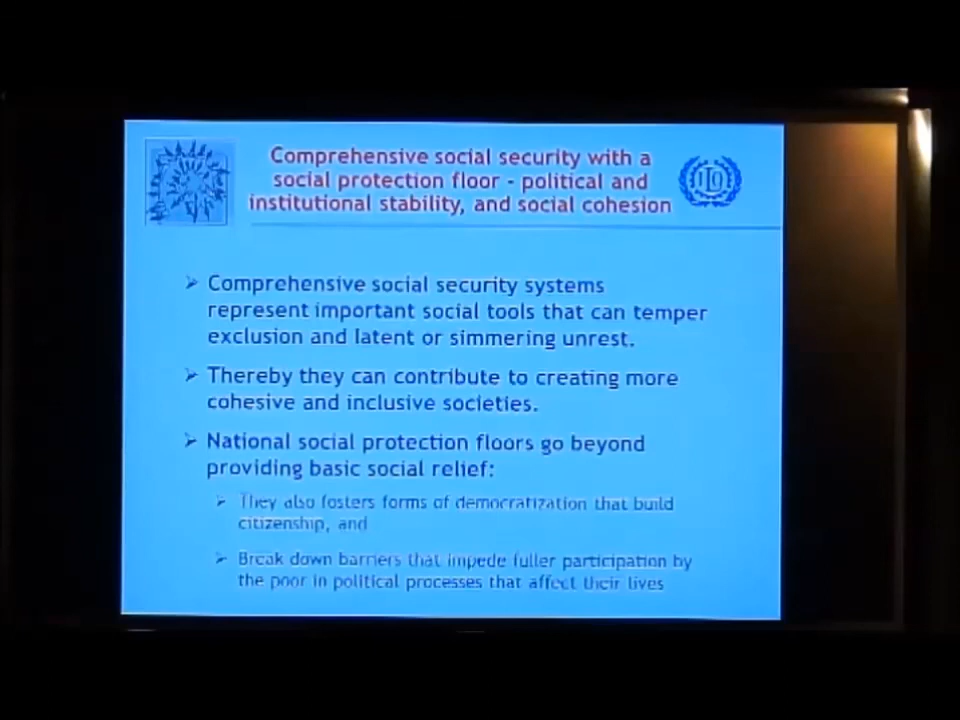 Comprehensive social security with a
social protection floor - political and
institutional stability, and social cohesion
ILO
➢ Comprehensive social security systems
represent important social tools that can temper
exclusion and latent or simmering unrest.
➢ Thereby they can contribute to creating more
cohesive and inclusive societies.
➢ National social protection floors go beyond
providing basic social relief:
➢ They also fosters forms of democratization that build
citizenship, and
➢ Break down barriers that impede fuller participation by
the poor in political processes that affect their lives